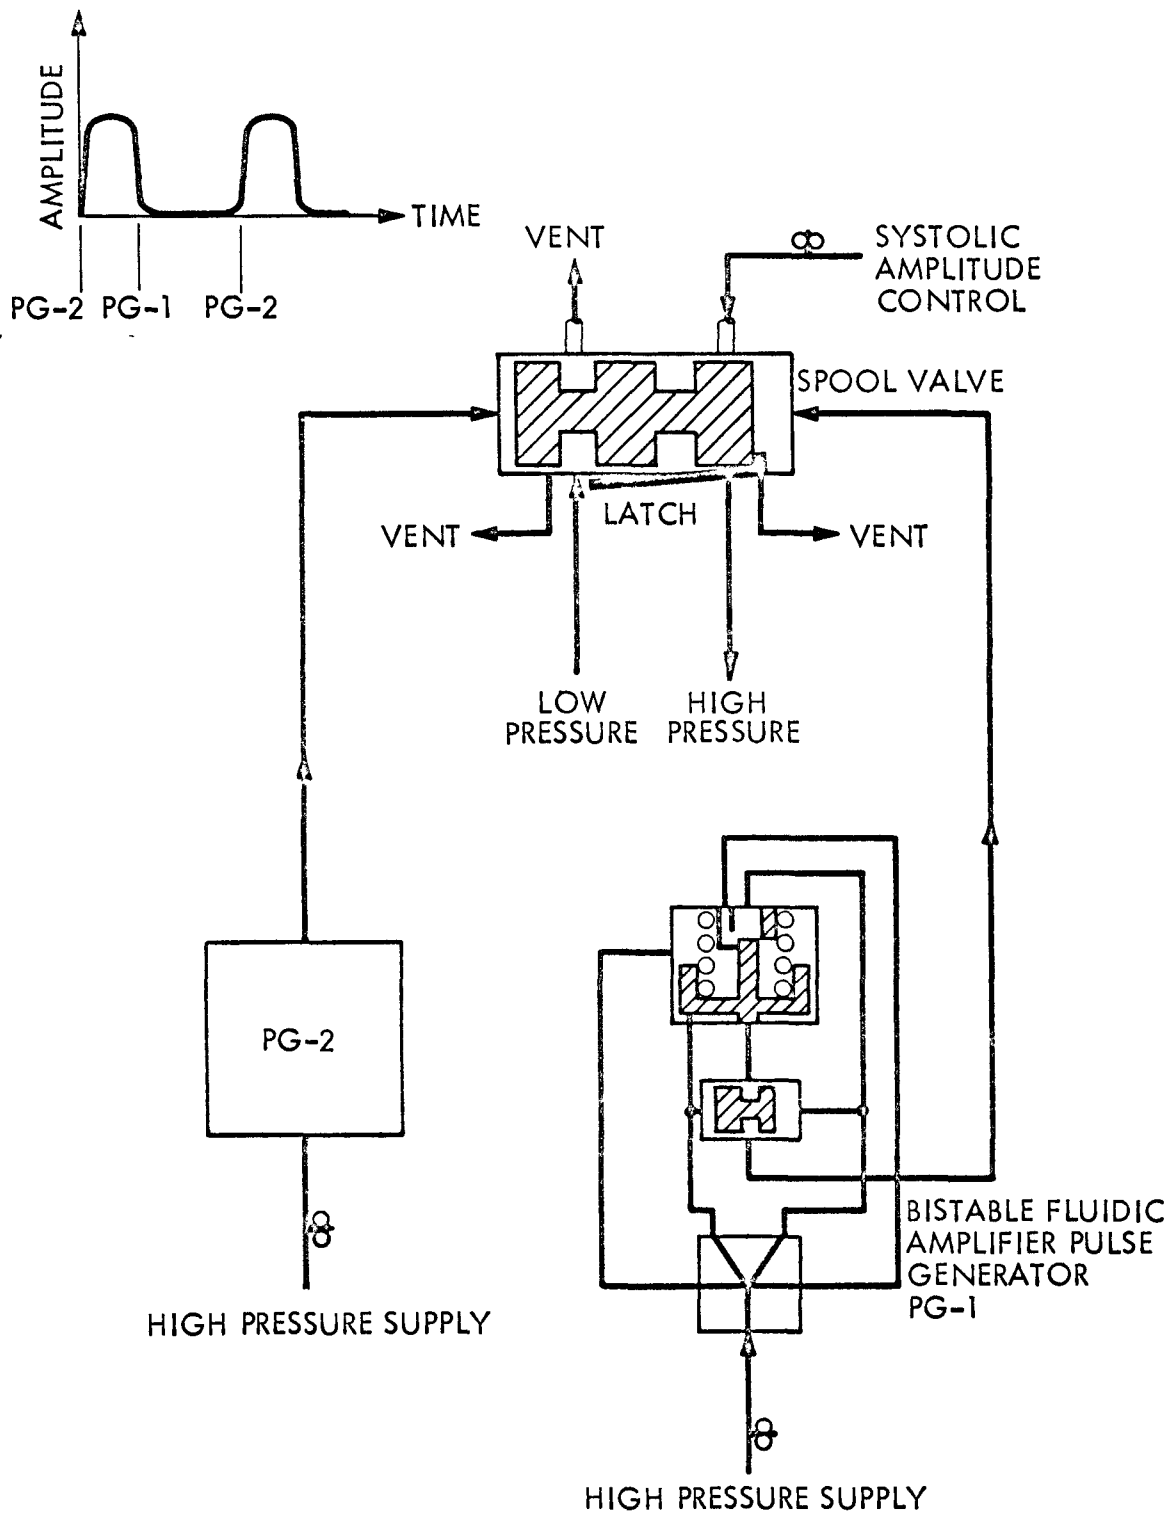 AMPLITUDE
TIME
PG-2 PG-1 PG-2
VENT
SYSTOLIC
AMPLITUDE
CONTROL
SPOOL VALVE
LATCH
VENT
VENT
LOW
PRESSURE
HIGH
PRESSURE
PG-2
HIGH PRESSURE SUPPLY
BISTABLE FLUIDIC
AMPLIFIER PULSE
GENERATOR
PG-1
HIGH PRESSURE SUPPLY